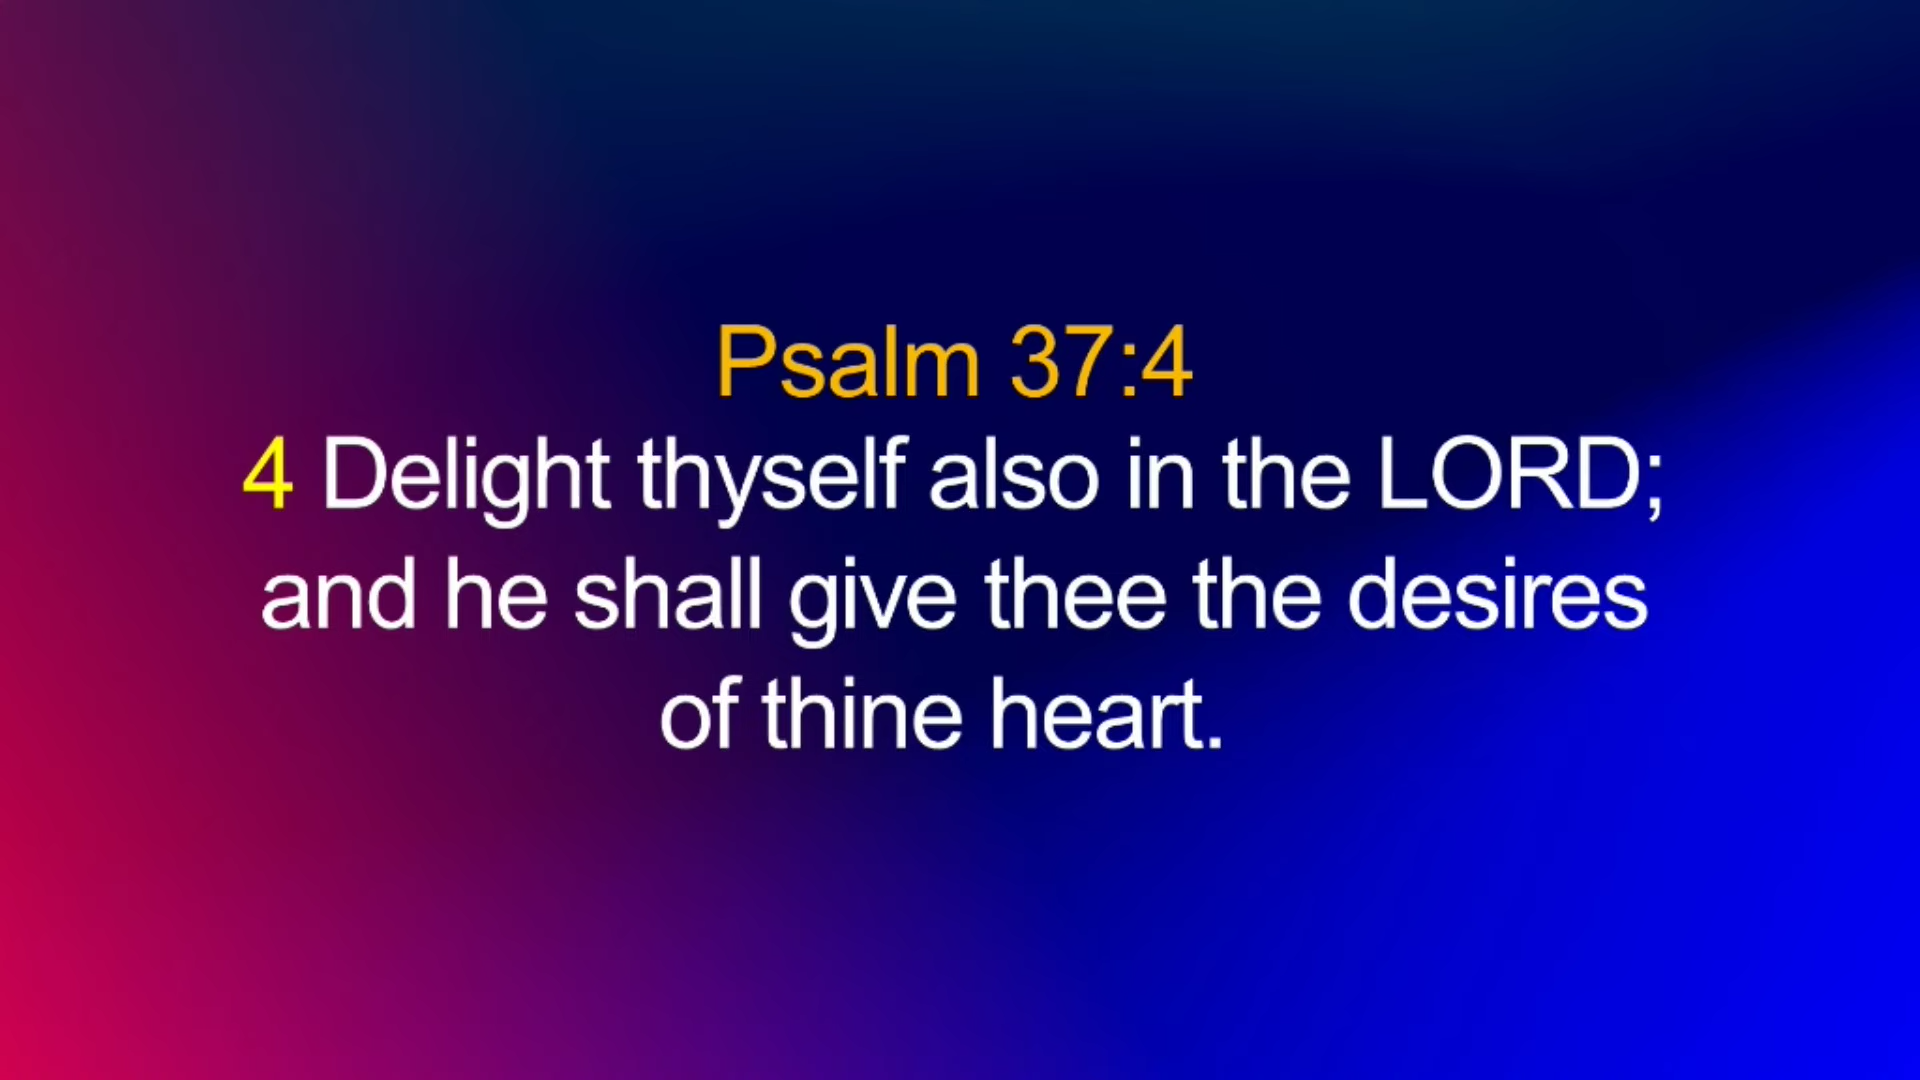 Psalm 37:4
4 Delight thyself also in the LORD;
and he shall give thee the desires
of thine heart.